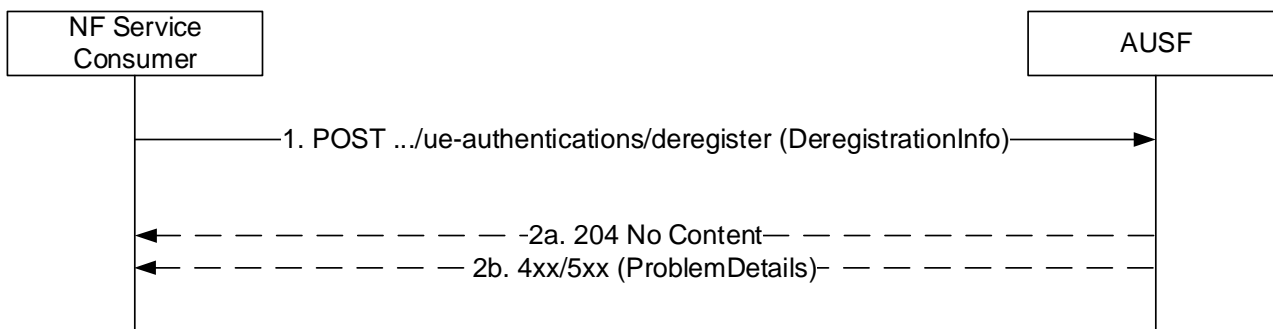 NF Service
Consumer
AUSF
1. POST .../ue-authentications/deregister (DeregistrationInfo)
2a. 204 No Content
2b. 4xx/5xx (ProblemDetails)